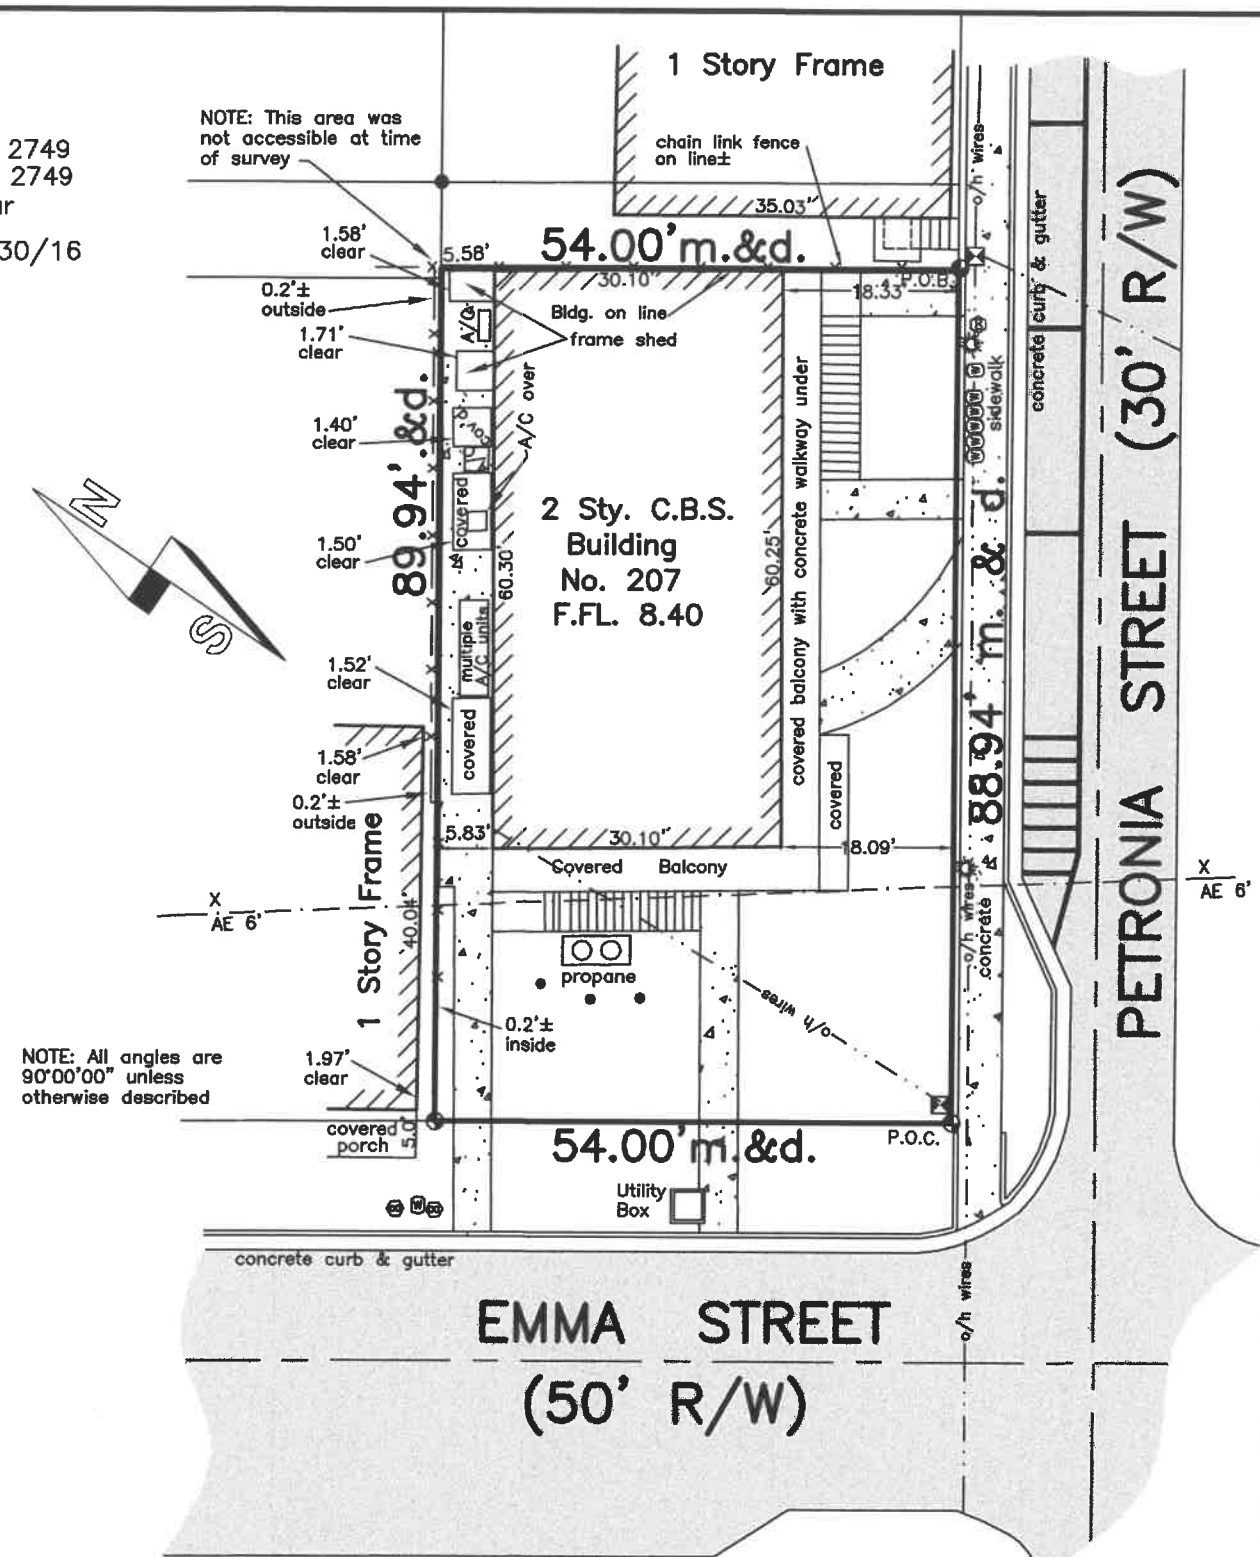 1 Story Frame
NOTE: This area was
not accessible at time
of survey
2749
2749
30/16
chain link fence
on line±
o/h wires
35.03'
1.58'
clear
5.58'
54.00'm.&d.
30.10'
P.O.B.
18.33'
0.2'±
outside
A/C
Bldg. on line
frame shed
1.71'
clear
A/C over
1.40'
clear
89.94'
&d.
cov'd
covered
1.50'
clear
60.30'
2 Sty. C.B.S.
Building
No. 207
F.FL. 8.40
60.25'
covered balcony with concrete walkway under
sidewalk
concrete curb & gutter
PETRONIA STREET (30' R/W)
88.94' m. & d.
N
S
multiple
A/C units
1.52'
clear
covered
covered
1.58'
clear
0.2'±
outside
5.83'
30.10'
18.09'
Covered Balcony
X
AE 6'
X
AE 6'
1 Story Frame
40.04'
propane
o/h wires
o/h wires
concrete
0.2'±
inside
NOTE: All angles are
90°00'00" unless
otherwise described
1.97'
clear
covered
porch
5.0'
54.00'm.&d.
P.O.C.
Utility
Box
W
concrete curb & gutter
o/h wires
EMMA STREET
(50' R/W)